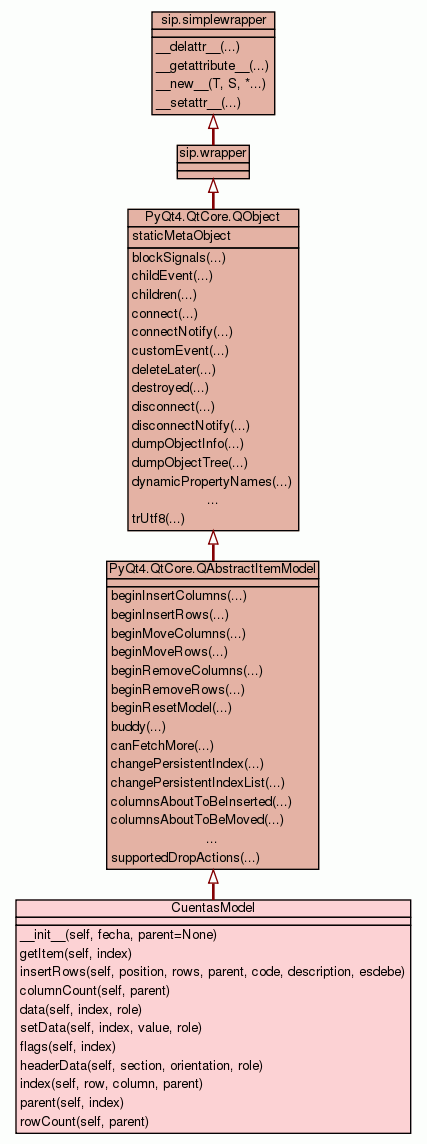 sip.simplewrapper
__delattr__(...)
__getattribute__(...)
__new__(T, S, *...)
__setattr__(...)
sip.wrapper
PyQt4.QtCore.QObject
staticMetaObject
blockSignals(...)
childEvent(...)
children(...)
connect(...)
connectNotify(...)
customEvent(...)
deleteLater(...)
destroyed(...)
disconnect(...)
disconnectNotify(...)
dumpObjectInfo(...)
dumpObjectTree(...)
dynamicPropertyNames(...)
...
trUtf8(...)
PyQt4.QtCore.QAbstractItemModel
beginInsertColumns(...)
beginInsertRows(...)
beginMoveColumns(...)
beginMoveRows(...)
beginRemoveColumns(...)
beginRemoveRows(...)
beginResetModel(...)
buddy(...)
canFetchMore(...)
changePersistentIndex(...)
changePersistentIndexList(...)
columnsAboutToBeInserted(...)
columnsAboutToBeMoved(...)
...
supportedDropActions(...)
CuentasModel
__init__(self, fecha, parent=None)
getItem(self, index)
insertRows(self, position, rows, parent, code, description, esdebe)
columnCount(self, parent)
data(self, index, role)
setData(self, index, value, role)
flags(self, index)
headerData(self, section, orientation, role)
index(self, row, column, parent)
parent(self, index)
rowCount(self, parent)